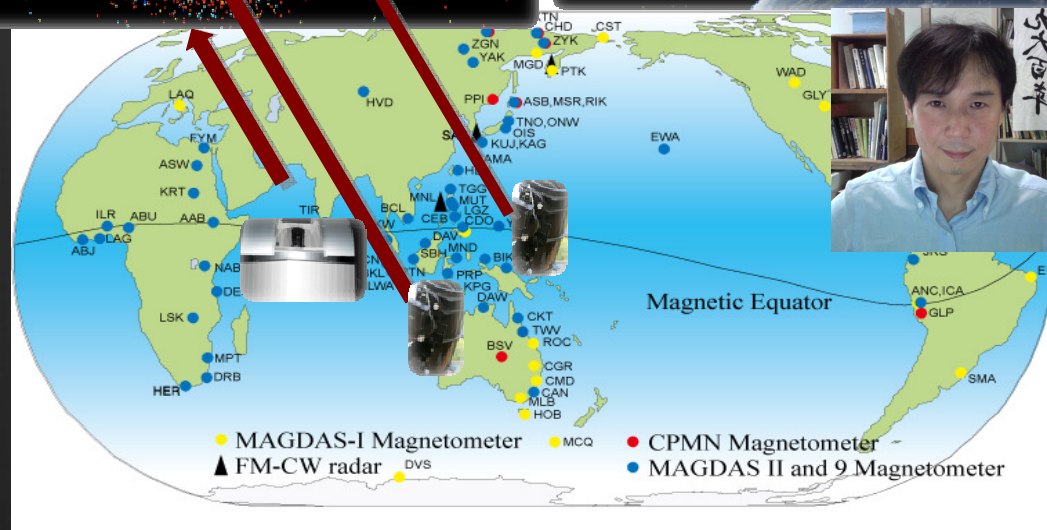 CHD
CST
ZGN
ZYK
YAK
MGD
PTK
WAD
LAQ
HVD
PPI
ASB,MSR,RIK
GLY
TNO,ONW
OIS
EWA
FYM
KUJ,KAG
AMA
ASW
KRT
TGG
MNL
MUT
BCL
LGZ
TIR
CEB
CDO
ILR
ABU
AAB
LAG
ABJ
DAV
MND
SBH
NAB
BIK
PRP
KPG
LWA
DAW
ANC,ICA
Magnetic Equator
GLP
LSK
CKT
TWV
BSV
ROC
MPT
CGR
DRB
CMD
SMA
HER
CAN
MLB
HOB
MAGDAS-I Magnetometer
MCQ
CPMN Magnetometer
FM-CW radar
DVS
MAGDAS II and 9 Magnetometer